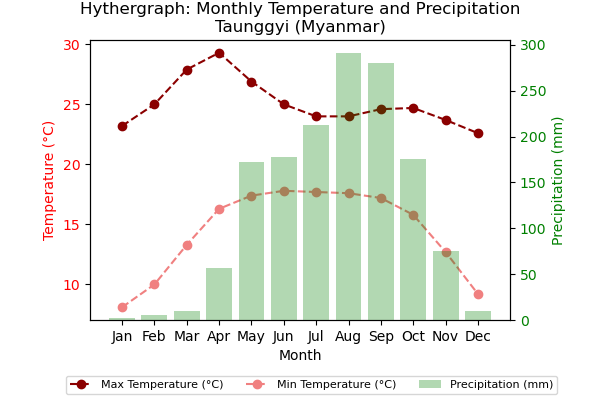 Hythergraph: Monthly Temperature and Precipitation
Taunggyi (Myanmar)
30
25
20
15
10
Temperature (°C)
300
250
200
150
100
50
0
Precipitation (mm)
Jan Feb Mar Apr May Jun Jul Aug Sep Oct Nov Dec
Month
Max Temperature (°C) Min Temperature (°C) Precipitation (mm)